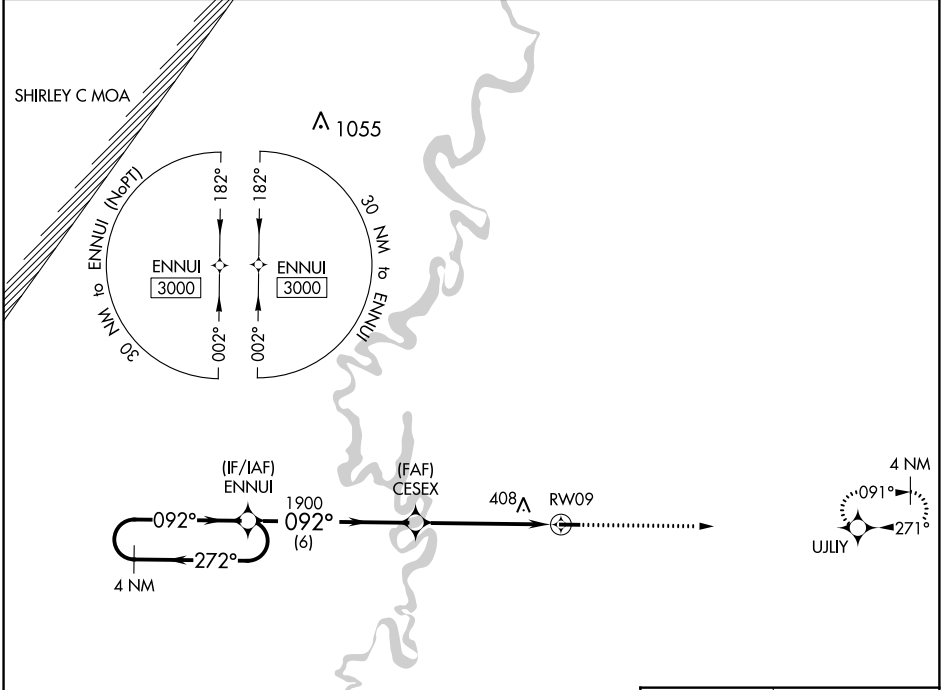 SHIRLEY C MOA
1055
30 NM to ENNUI (NoPT)
182°
182°
30 NM to ENNUI
ENNUI
3000
ENNUI
3000
002°
002°
(IF/IAF)
ENNUI
1900
092°
(6)
(FAF)
CESEX
408
RW09
092°
272°
4 NM
4 NM
091°
271°
UJLIY